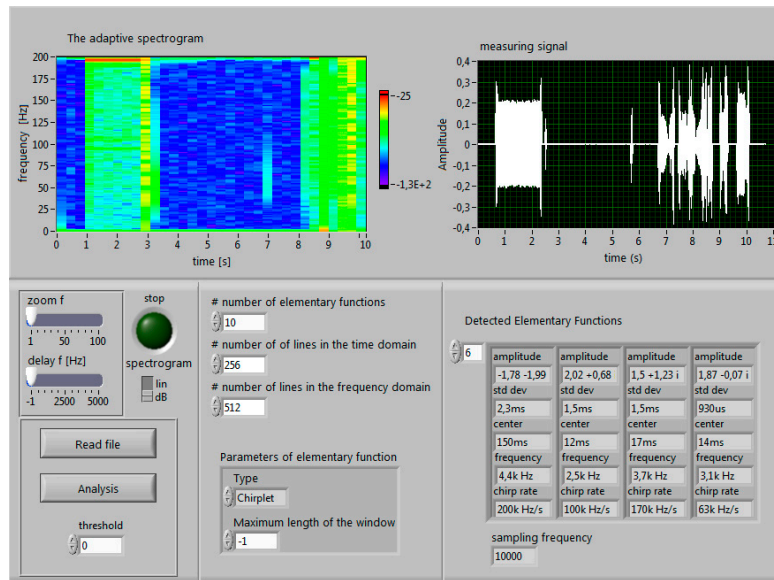 The adaptive spectrogram
measuring signal
200
175
150
125
100
75
50
25
0
frequency [Hz]
0 1 2 3 4 5 6 7 8 9 10
time [s]
-25
-1,3E+2
0,4
0,3
0,2
0,1
0
-0,1
-0,2
-0,3
-0,4
Amplitude
0 1 2 3 4 5 6 7 8 9 10 11
time (s)
zoom f
1 50 100
delay f [Hz]
-1 2500 5000
stop
spectrogram
lin
dB
Read file
Analysis
threshold
0
# number of elementary functions
10
# number of of lines in the time domain
256
# number of lines in the frequency domain
512
Parameters of elementary function
Type
Chirplet
Maximum length of the window
-1
Detected Elementary Functions
6
amplitude amplitude amplitude amplitude
-1,78 -1,99 2,02 +0,68 1,5 +1,23 i 1,87 -0,07 i
std dev std dev std dev std dev
2,3ms 1,5ms 1,5ms 930us
center center center center
150ms 12ms 17ms 14ms
frequency frequency frequency frequency
4,4k Hz 2,5k Hz 3,7k Hz 3,1k Hz
chirp rate chirp rate chirp rate chirp rate
200k Hz/s 100k Hz/s 170k Hz/s 63k Hz/s
sampling frequency
10000